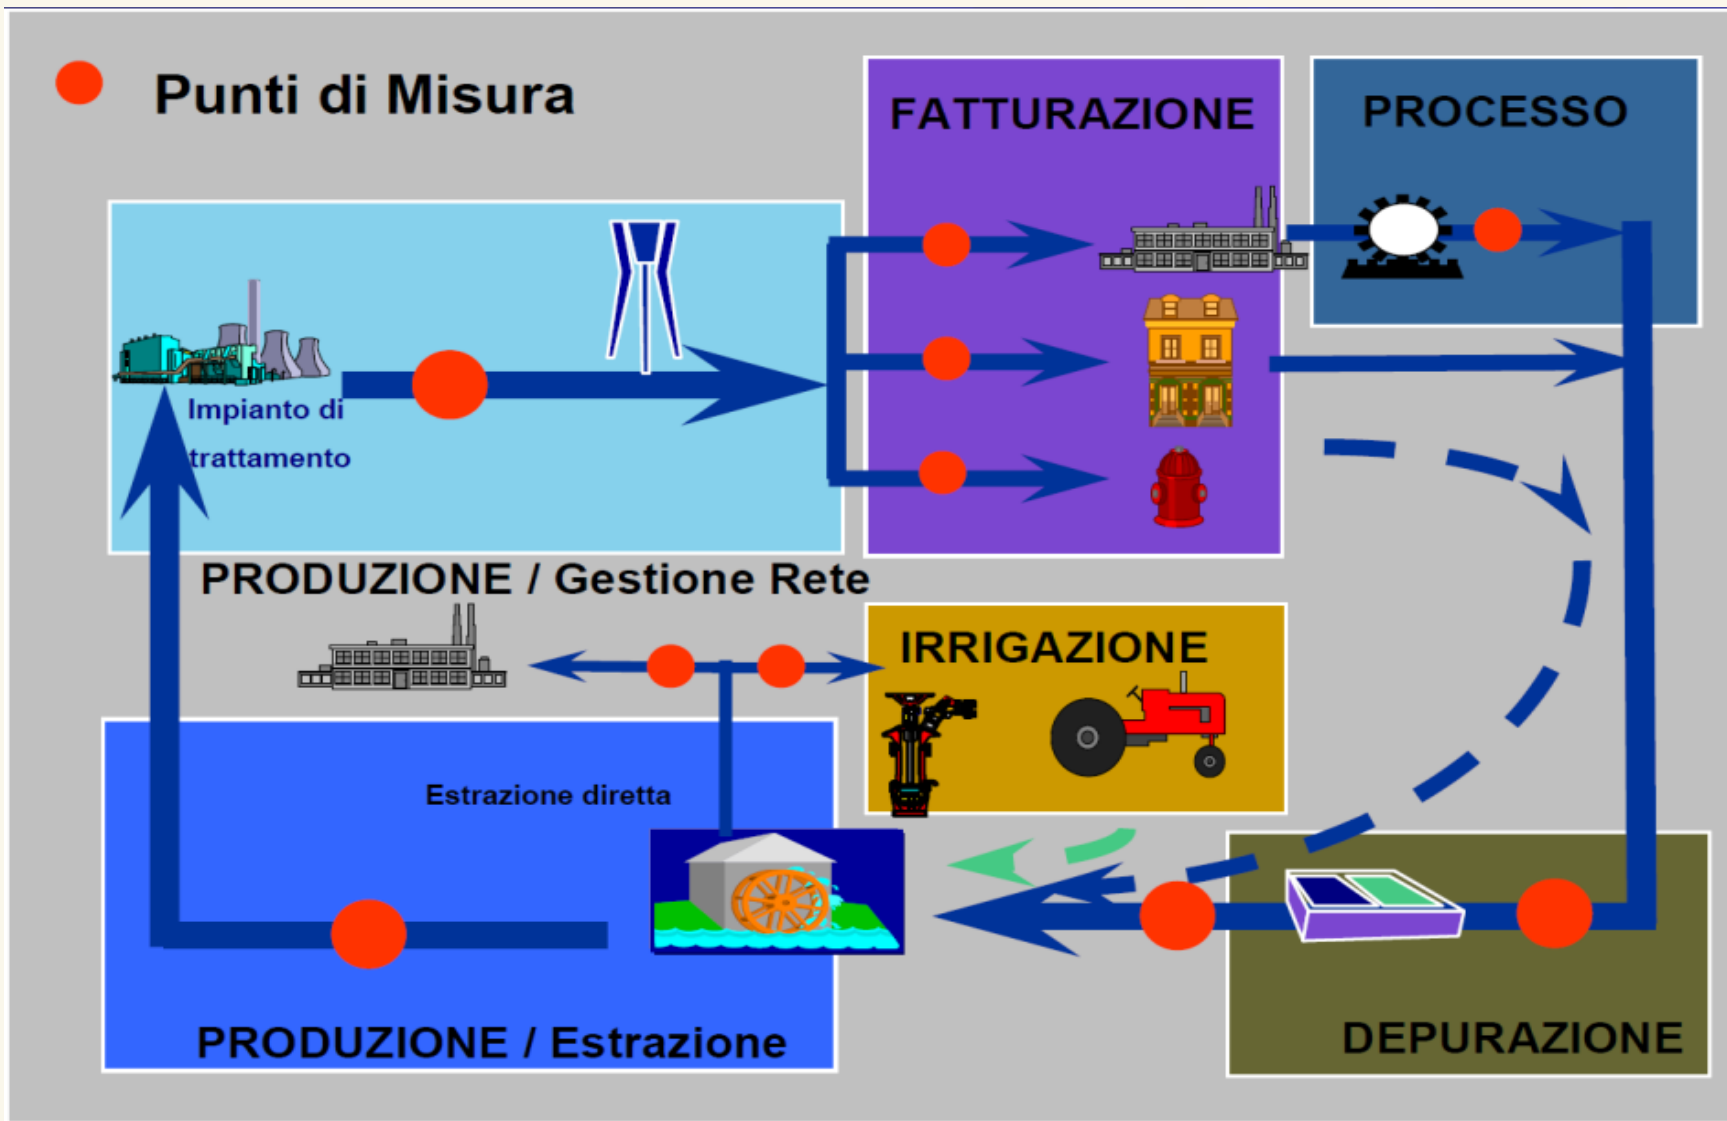 Punti di Misura
FATTURAZIONE
PROCESSO
Impianto di
trattamento
PRODUZIONE / Gestione Rete
IRRIGAZIONE
Estrazione diretta
PRODUZIONE / Estrazione
DEPURAZIONE